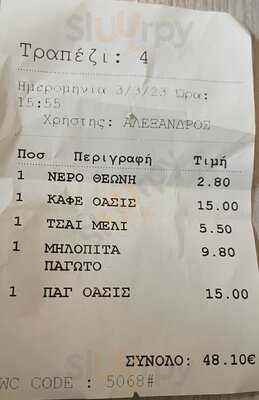 Sluurpy
Τραπέζι: 4
Ημερομηνία 3/3/23 Ώρα:
15:55
Χρήστης: ΑΛΕΞΑΝΔΡΟΣ
Ποσ Περιγραφή Τιμή
1 ΝΕΡΟ ΘΕΩΝΗ 2.80
1 ΚΑΦΕ ΟΑΣΙΣ 15.00
1 ΤΣΑΙ ΜΕΛΙ 5.50
1 ΜΗΛΟΠΙΤΑ 9.80
ΠΑΓΩΤΟ
1 ΠΑΓ ΟΑΣΙΣ 15.00
ΣΥΝΟΛΟ: 48.10€
WC CODE : 5068#
Sluurpy